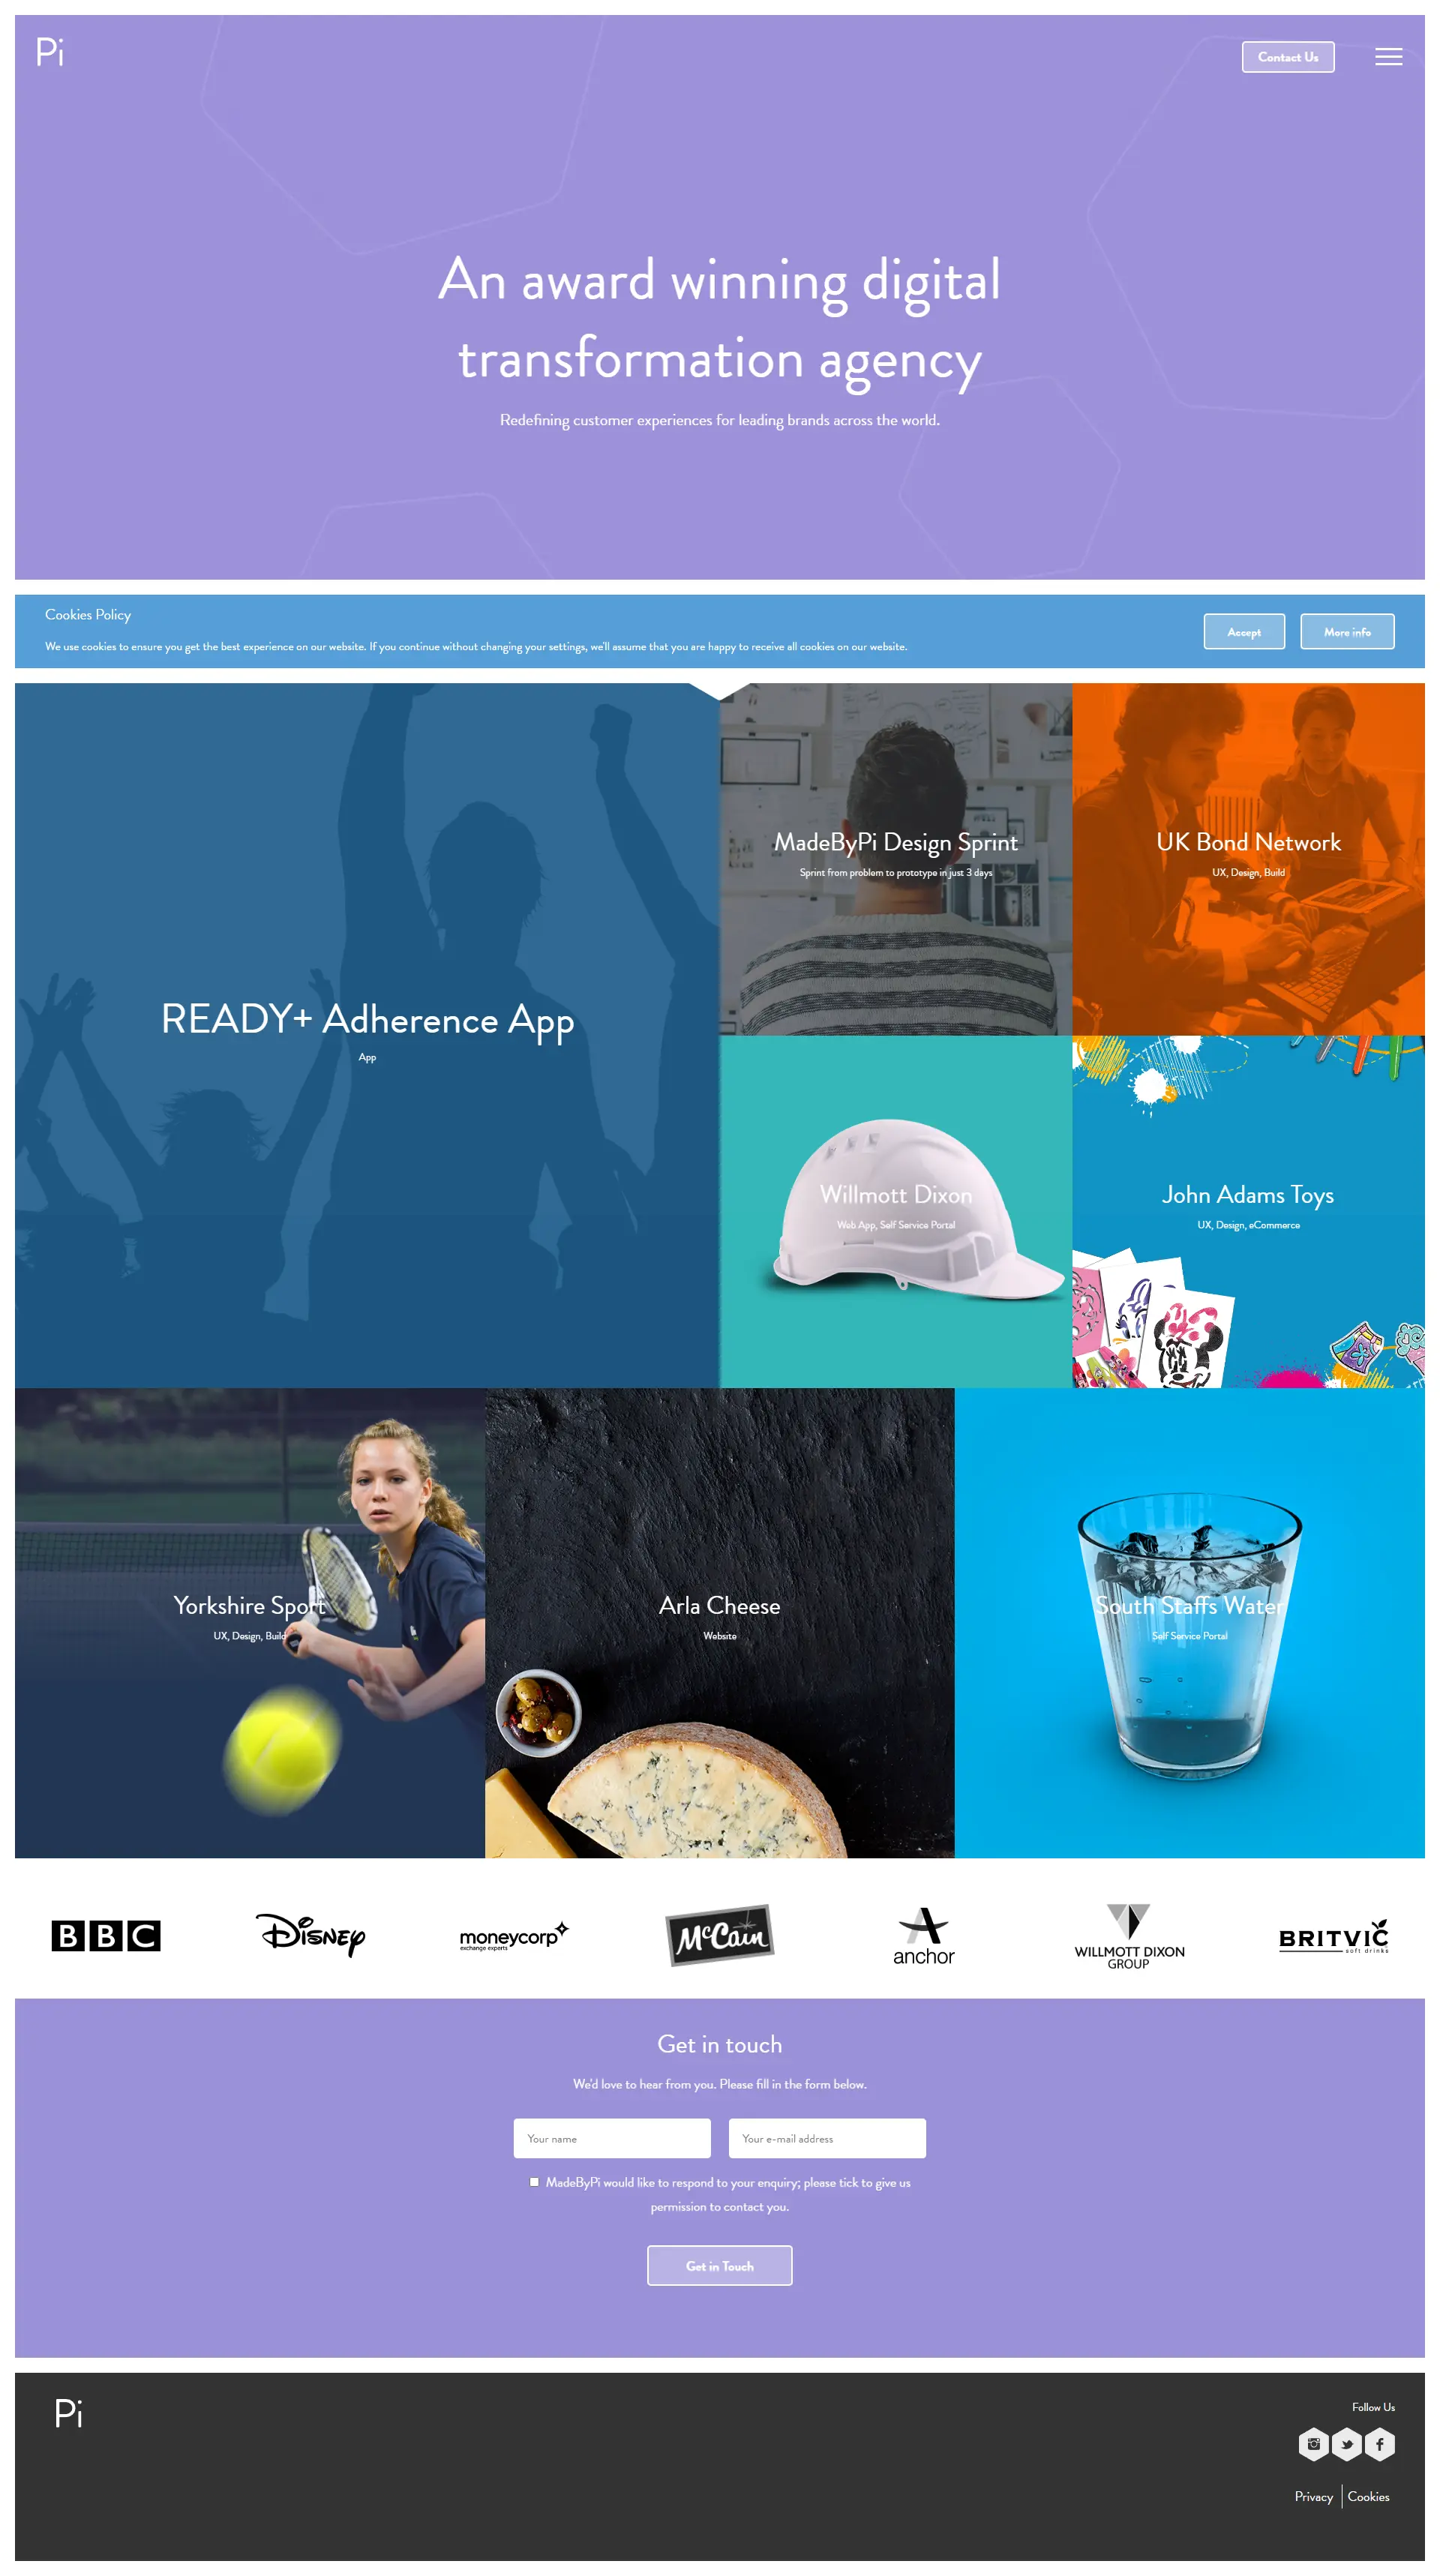 Pi
Contact Us
An award winning digital
transformation agency
Redefining customer experiences for leading brands across the world.
Cookies Policy
We use cookies to ensure you get the best experience on our website. If you continue without changing your settings, we'll assume that you are happy to receive all cookies on our website.
Accept
More info
READY+ Adherence App
App
MadeByPi Design Sprint
Sprint from problem to prototype in just 3 days
UK Bond Network
UX, Design, Build
Willmott Dixon
Web App, Self Service Portal
John Adams Toys
UX, Design, eCommerce
Yorkshire Sport
UX, Design, Build
Arla Cheese
Website
South Staffs Water
Self Service Portal
BBC
Disney
moneycorp
exchange experts
McCain
anchor
WILLMOTT DIXON
GROUP
BRITVIC
soft drinks
Get in touch
We'd love to hear from you. Please fill in the form below.
Your name
Your e-mail address
MadeByPi would like to respond to your enquiry; please tick to give us
permission to contact you.
Get in Touch
Pi
Follow Us
Privacy
Cookies